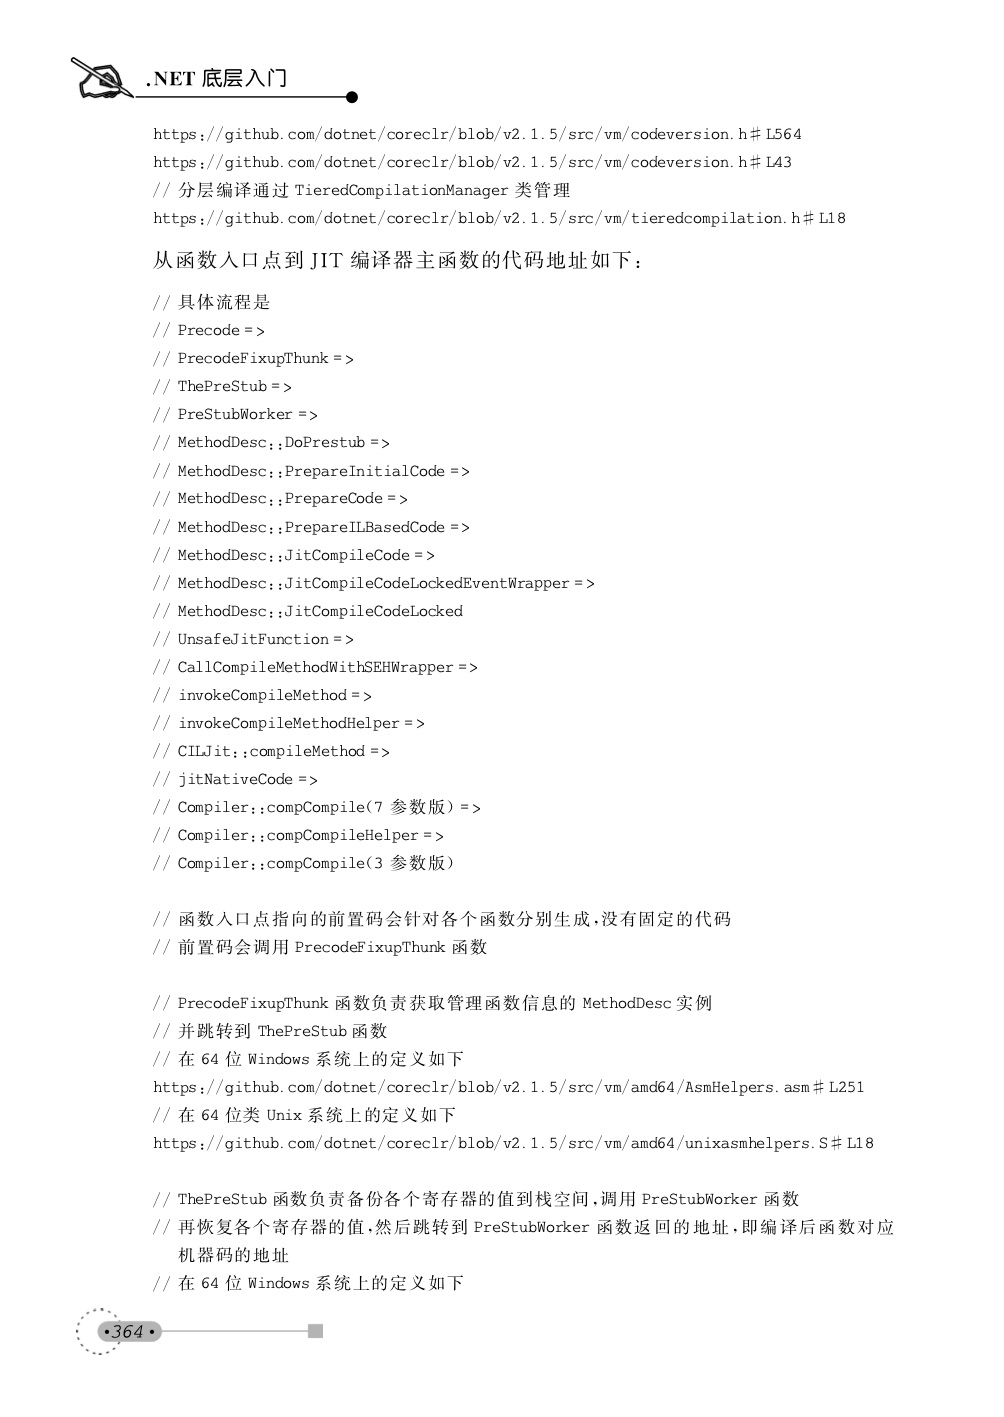 .NET 底层入门
https://github.com/dotnet/coreclr/blob/v2.1.5/src/vm/codeversion.h#L564
https://github.com/dotnet/coreclr/blob/v2.1.5/src/vm/codeversion.h#L43
// 分层编译通过 TieredCompilationManager 类管理
https://github.com/dotnet/coreclr/blob/v2.1.5/src/vm/tieredcompilation.h#L18
从函数入口点到 JIT 编译器主函数的代码地址如下：
// 具体流程是
// Precode =>
// PrecodeFixupThunk =>
// ThePreStub =>
// PreStubWorker =>
// MethodDesc::DoPrestub =>
// MethodDesc::PrepareInitialCode =>
// MethodDesc::PrepareCode =>
// MethodDesc::PrepareILBasedCode =>
// MethodDesc::JitCompileCode =>
// MethodDesc::JitCompileCodeLockedEventWrapper =>
// MethodDesc::JitCompileCodeLocked
// UnsafeJitFunction =>
// CallCompileMethodWithSEHWrapper =>
// invokeCompileMethod =>
// invokeCompileMethodHelper =>
// CILJit::compileMethod =>
// jitNativeCode =>
// Compiler::compCompile(7 参数版) =>
// Compiler::compCompileHelper =>
// Compiler::compCompile(3 参数版)
// 函数入口点指向的前置码会针对各个函数分别生成,没有固定的代码
// 前置码会调用 PrecodeFixupThunk 函数
// PrecodeFixupThunk 函数负责获取管理函数信息的 MethodDesc 实例
// 并跳转到 ThePreStub 函数
// 在 64 位 Windows 系统上的定义如下
https://github.com/dotnet/coreclr/blob/v2.1.5/src/vm/amd64/AsmHelpers.asm#L251
// 在 64 位类 Unix 系统上的定义如下
https://github.com/dotnet/coreclr/blob/v2.1.5/src/vm/amd64/unixasmhelpers.S#L18
// ThePreStub 函数负责备份各个寄存器的值到栈空间,调用 PreStubWorker 函数
// 再恢复各个寄存器的值,然后跳转到 PreStubWorker 函数返回的地址,即编译后函数对应
机器码的地址
// 在 64 位 Windows 系统上的定义如下
•364•